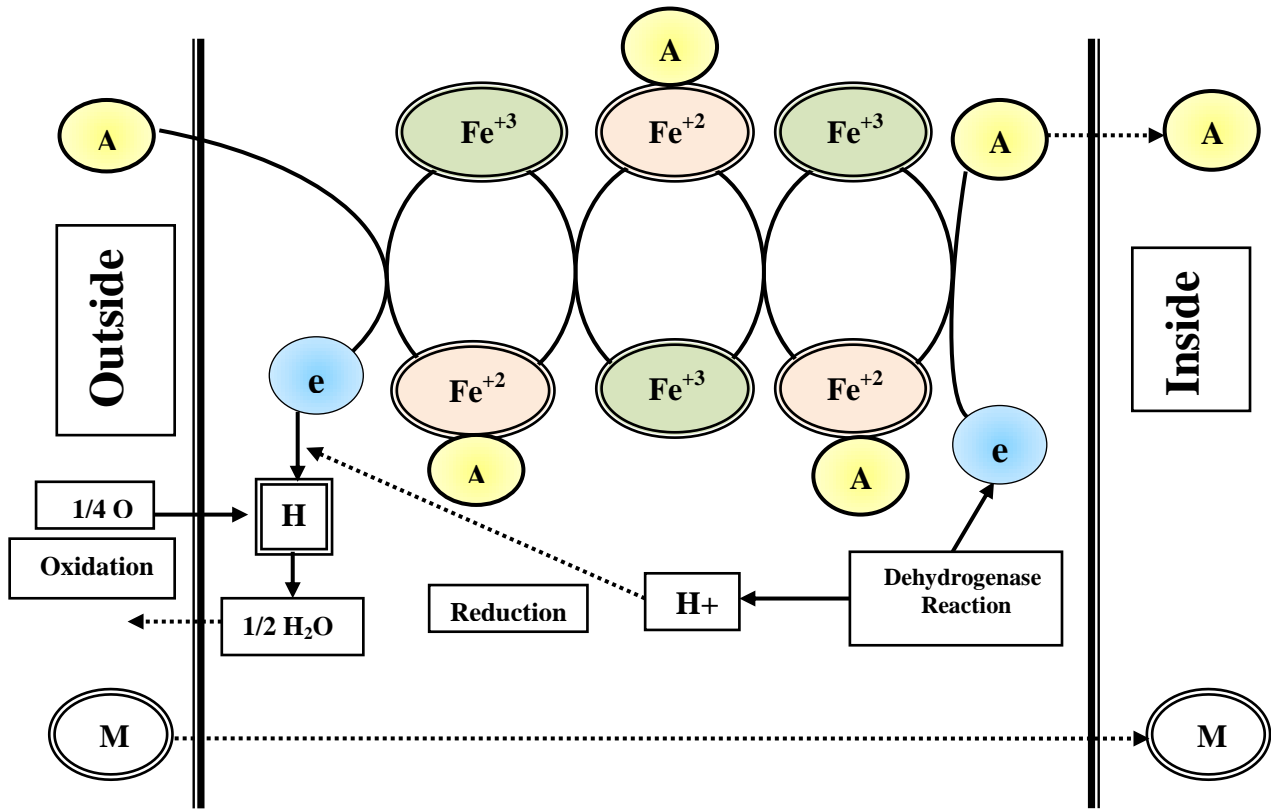 A
Fe+3
Fe+2
Fe+3
A
A
A
Outside
Inside
e
Fe+2
Fe+3
Fe+2
e
A
A
1/4 O
H
Oxidation
1/2 H₂O
Reduction
H+
Dehydrogenase
Reaction
M
M